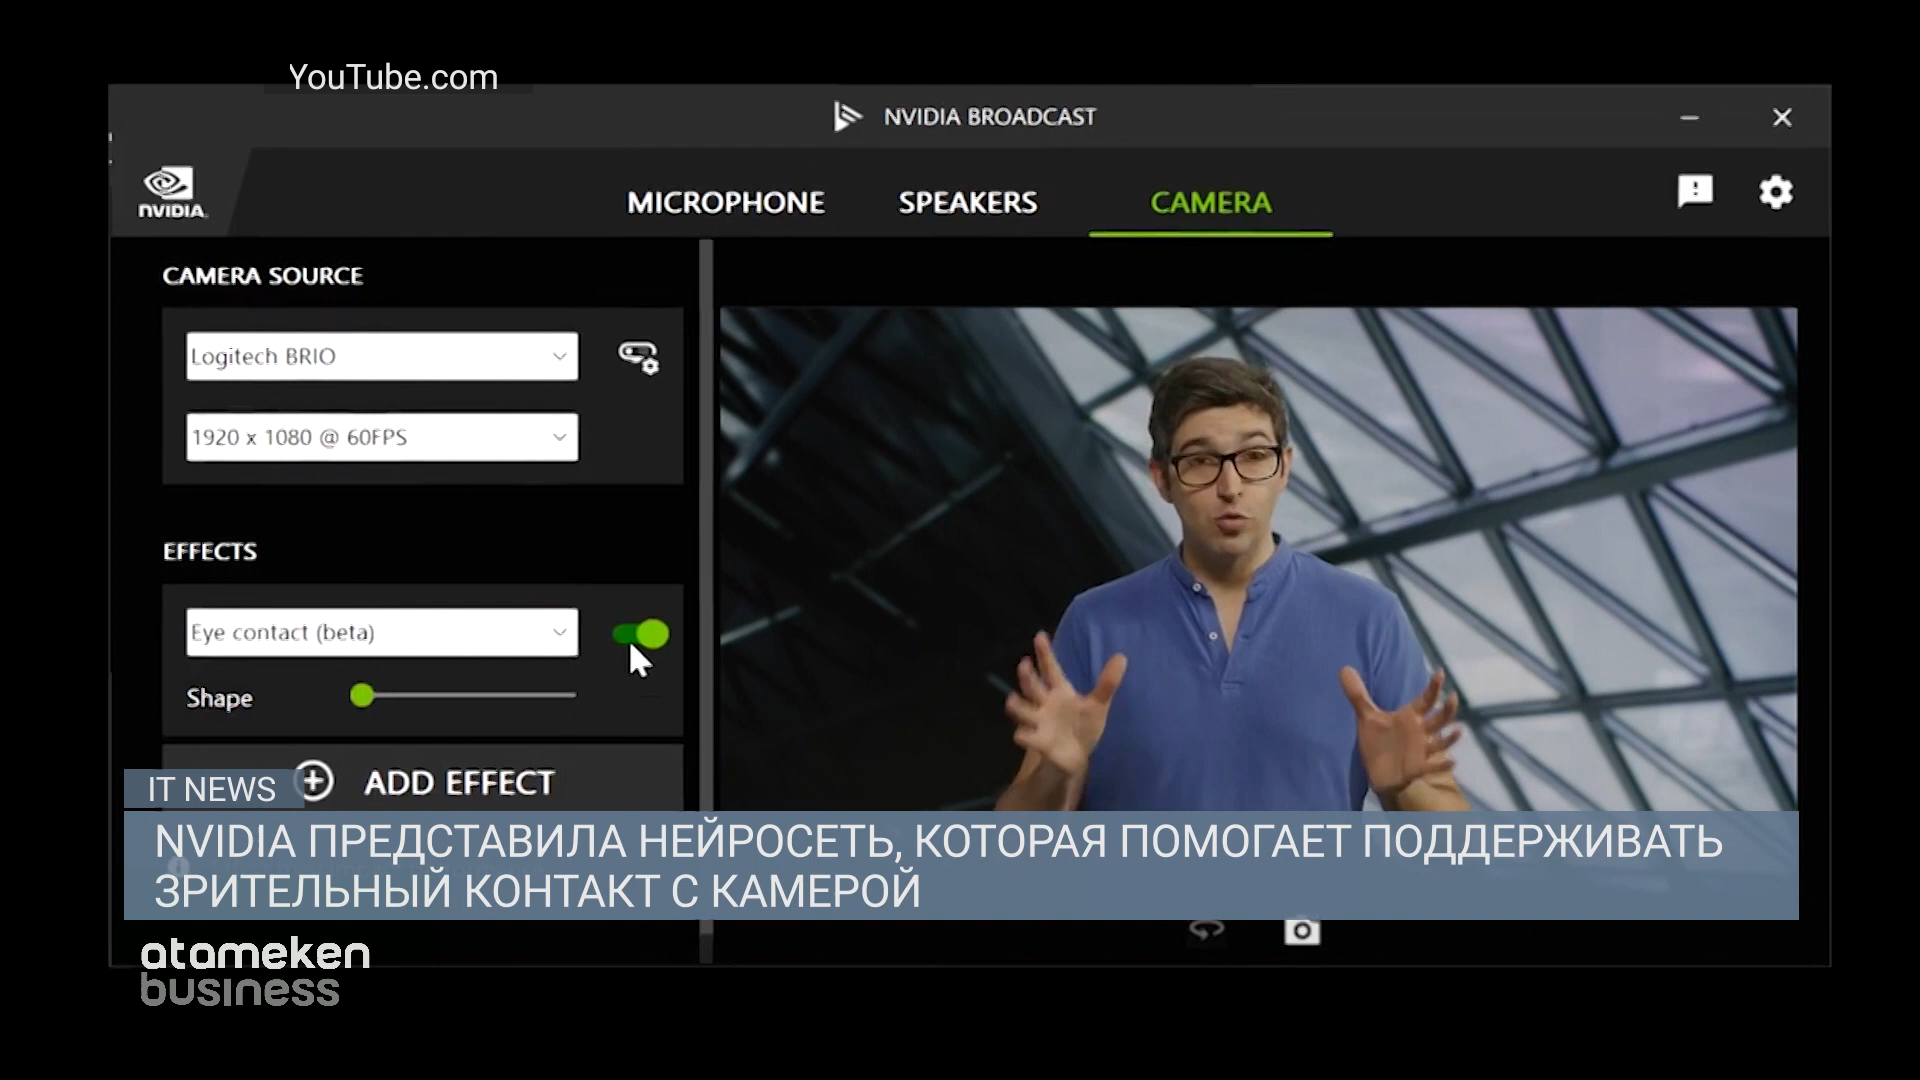 YouTube.com
NVIDIA BROADCAST
NVIDIA.
MICROPHONE
SPEAKERS
CAMERA
CAMERA SOURCE
Logitech BRIO
1920 x 1080 @ 60FPS
EFFECTS
Eye contact (beta)
Shape
ADD EFFECT
IT NEWS
NVIDIA ПРЕДСТАВИЛА НЕЙРОСЕТЬ, КОТОРАЯ ПОМОГАЕТ ПОДДЕРЖИВАТЬ
ЗРИТЕЛЬНЫЙ КОНТАКТ С КАМЕРОЙ
atameken
business